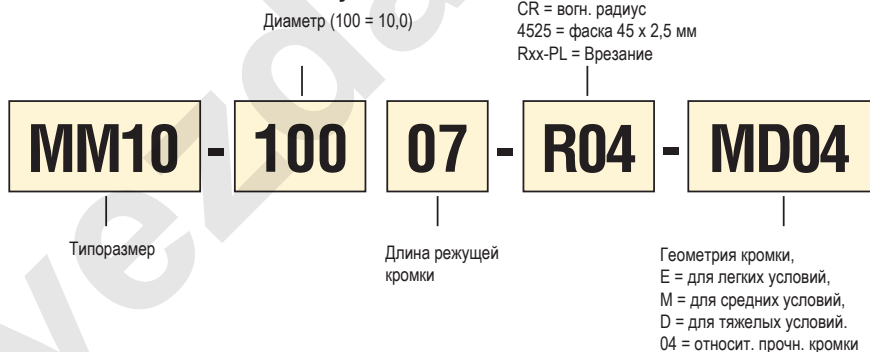 CR = вогн. радиус
Диаметр (100 = 10,0)
4525 = фаска 45 x 2,5 мм
Rxx-PL = Врезание
MM10 - 100 07 - R04 - MD04
Типоразмер
Длина режущей
кромки
Геометрия кромки,
E = для легких условий,
M = для средних условий,
D = для тяжелых условий.
04 = относит. прочн. кромки